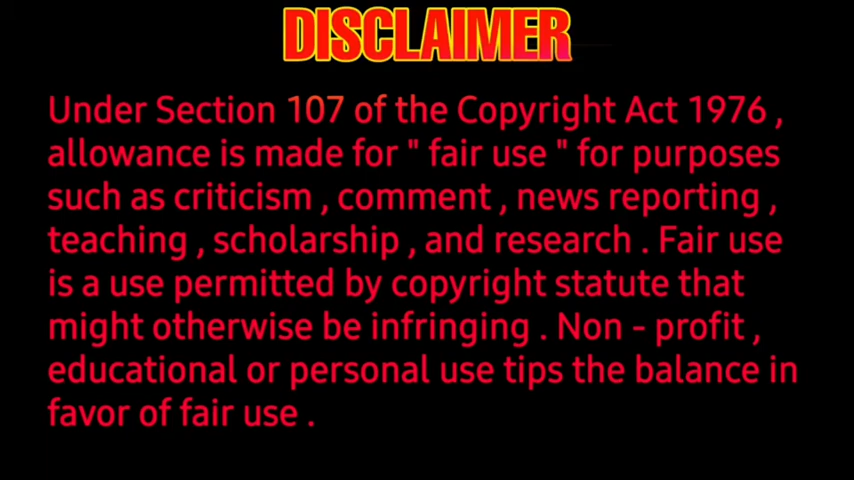 DISCLAIMER
Under Section 107 of the Copyright Act 1976 ,
allowance is made for " fair use " for purposes
such as criticism , comment , news reporting ,
teaching , scholarship , and research . Fair use
is a use permitted by copyright statute that
might otherwise be infringing . Non - profit ,
educational or personal use tips the balance in
favor of fair use .